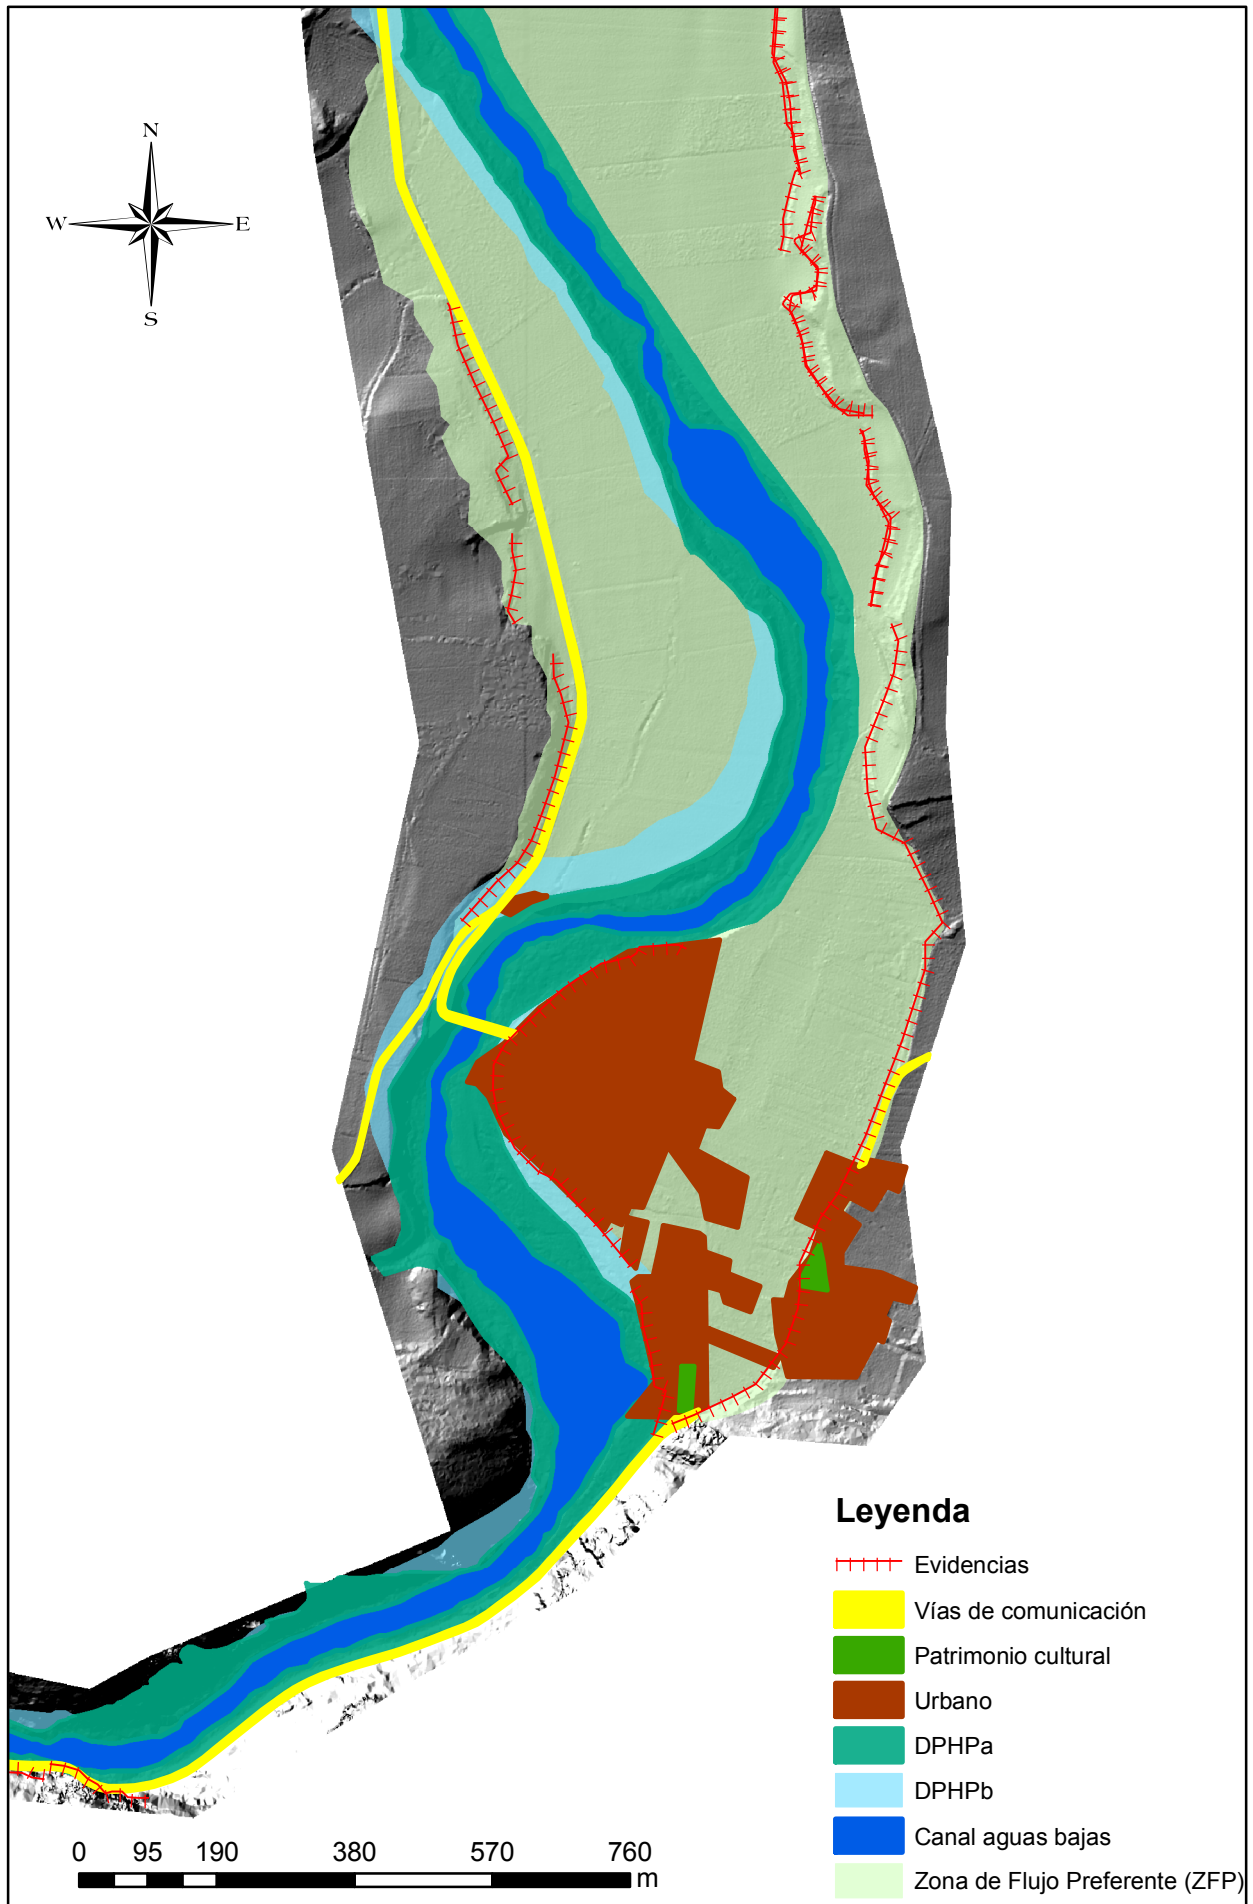 N
W E
S
Leyenda
Evidencias
Vías de comunicación
Patrimonio cultural
Urbano
DPHPa
DPHPb
Canal aguas bajas
Zona de Flujo Preferente (ZFP)
0 95 190 380 570 760
m